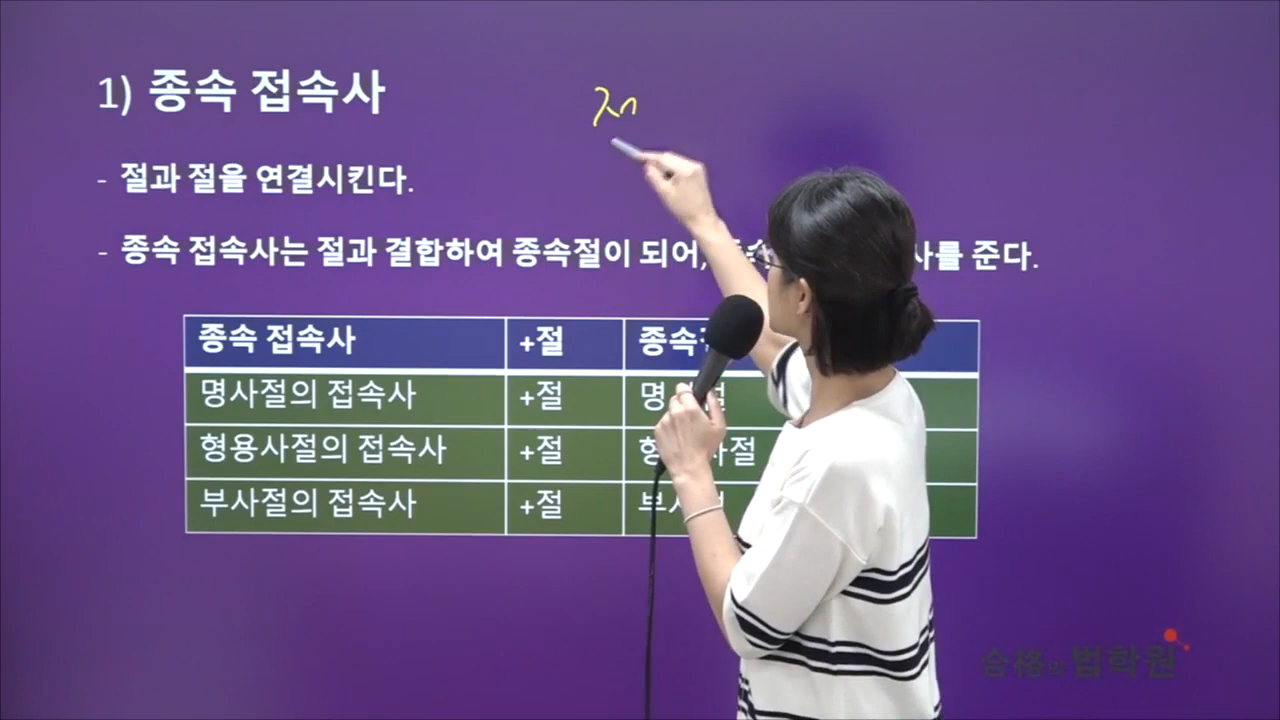 1) 종속 접속사
- 절과 절을 연결시킨다.
- 종속 접속사는 절과 결합하여 종속절이 되어, 를 준다.
종속 접속사 +절
명사절의 접속사 +절
형용사절의 접속사 +절
부사절의 접속사 +절
合格의 법학원